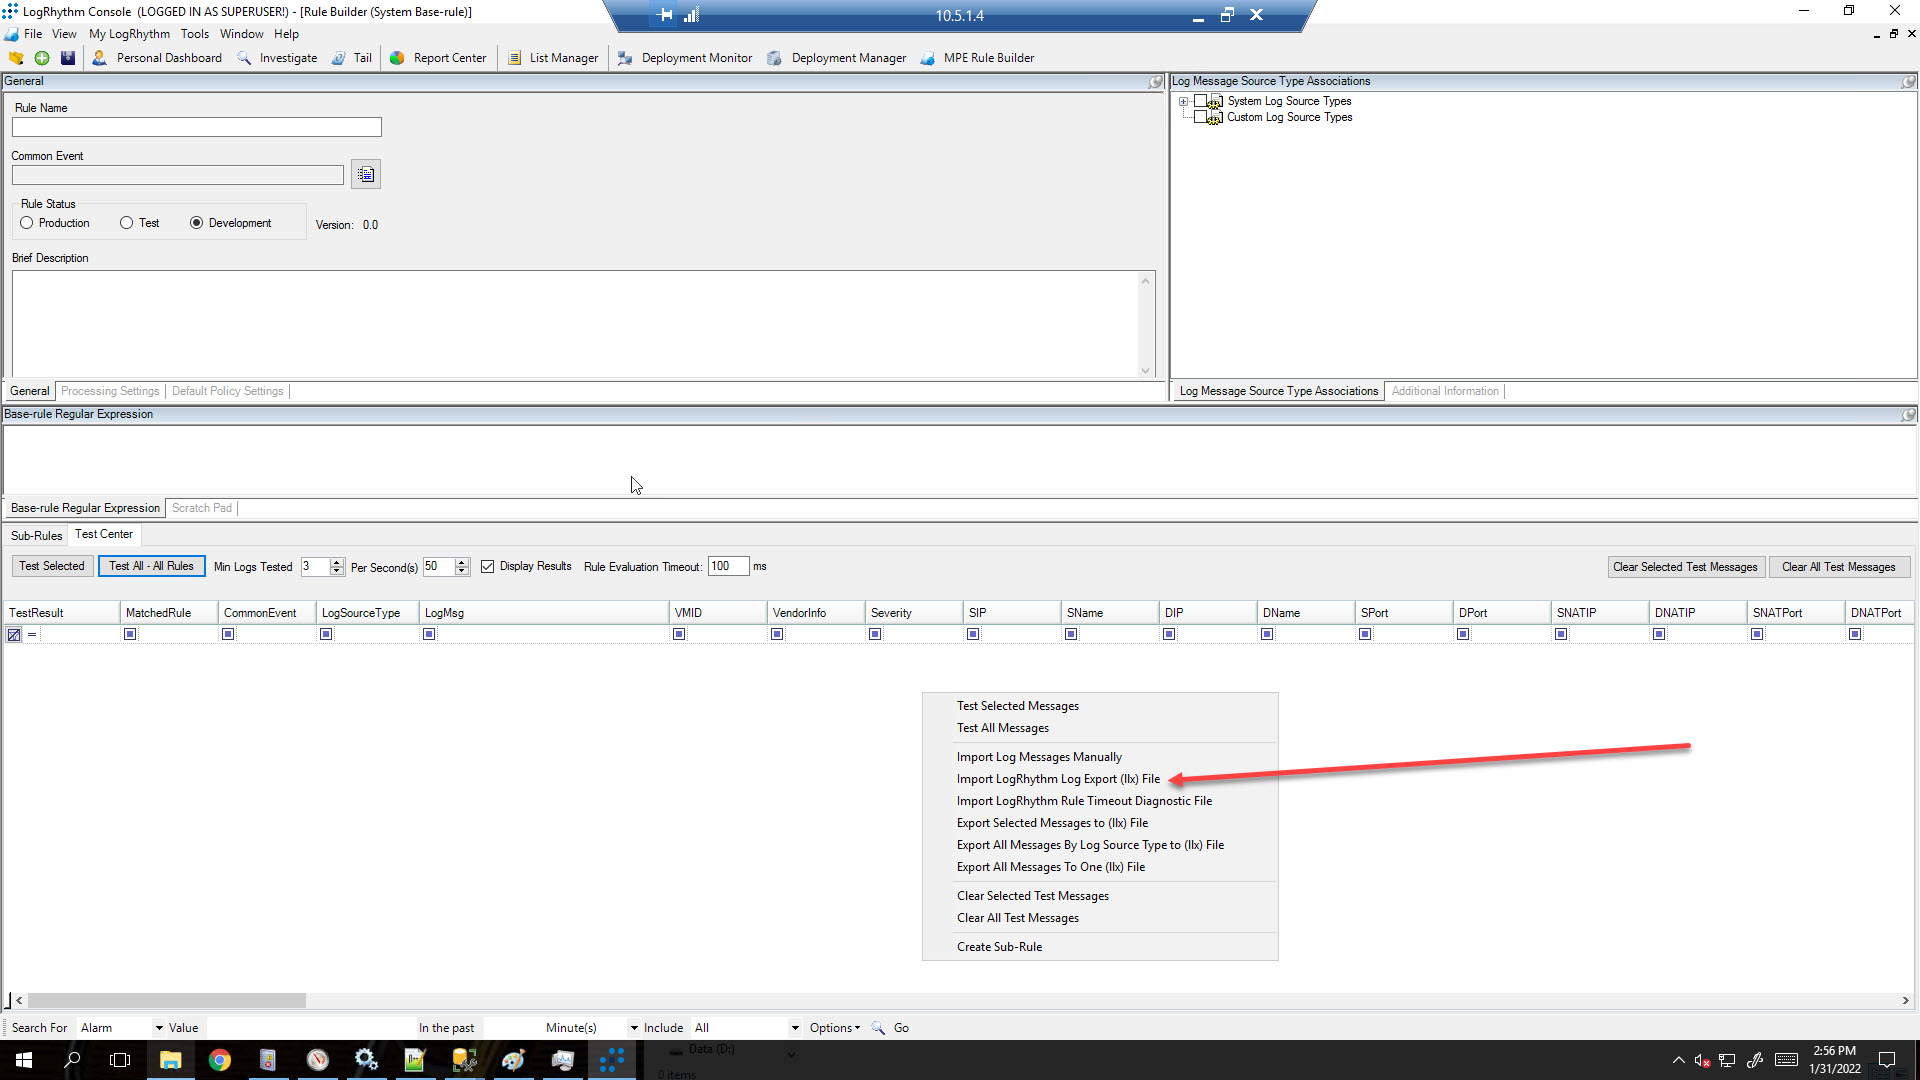 LogRhythm Console (LOGGED IN AS SUPERUSER!) - [Rule Builder (System Base-rule)]
10.5.1.4
File View My LogRhythm Tools Window Help
Personal Dashboard Investigate Tail Report Center List Manager Deployment Monitor Deployment Manager MPE Rule Builder
General
Log Message Source Type Associations
Rule Name
System Log Source Types
Custom Log Source Types
Common Event
Rule Status
Production Test Development Version: 0.0
Brief Description
General Processing Settings Default Policy Settings
Log Message Source Type Associations Additional Information
Base-rule Regular Expression
Base-rule Regular Expression Scratch Pad
Sub-Rules Test Center
Test Selected Test All - All Rules Min Logs Tested 3 Per Second(s) 50 Display Results Rule Evaluation Timeout: 100 ms Clear Selected Test Messages Clear All Test Messages
TestResult MatchedRule CommonEvent LogSourceType LogMsg VMID VendorInfo Severity SIP SName DIP DName SPort DPort SNATIP DNATIP SNATPort DNATPort
=
Test Selected Messages
Test All Messages
Import Log Messages Manually
Import LogRhythm Log Export (llx) File
Import LogRhythm Rule Timeout Diagnostic File
Export Selected Messages to (llx) File
Export All Messages By Log Source Type to (llx) File
Export All Messages To One (llx) File
Clear Selected Test Messages
Clear All Test Messages
Create Sub-Rule
Search For Alarm Value In the past Minute(s) Include All Options Go
Data (D:)
0 items
2:56 PM
1/31/2022